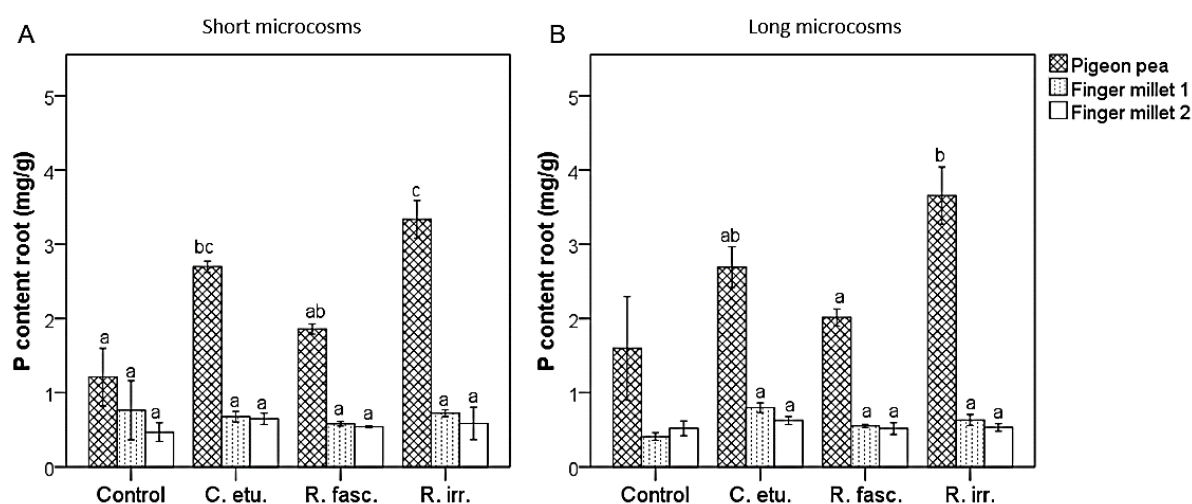 A
Short microcosms
P content root (mg/g)
5
4
3
2
1
0
a
a
a
bc
a
a
ab
a
a
c
a
a
Control
C. etu.
R. fasc.
R. irr.
B
Long microcosms
P content root (mg/g)
5
4
3
2
1
0
ab
a
a
a
a
a
b
a
a
Control
C. etu.
R. fasc.
R. irr.
Pigeon pea
Finger millet 1
Finger millet 2